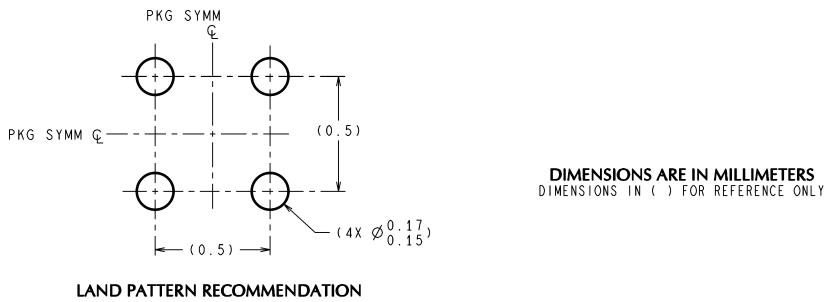 PKG SYMM
℄
PKG SYMM ℄
(0.5)
DIMENSIONS ARE IN MILLIMETERS
DIMENSIONS IN ( ) FOR REFERENCE ONLY
(4X Ø 0.17
0.15)
(0.5)
LAND PATTERN RECOMMENDATION